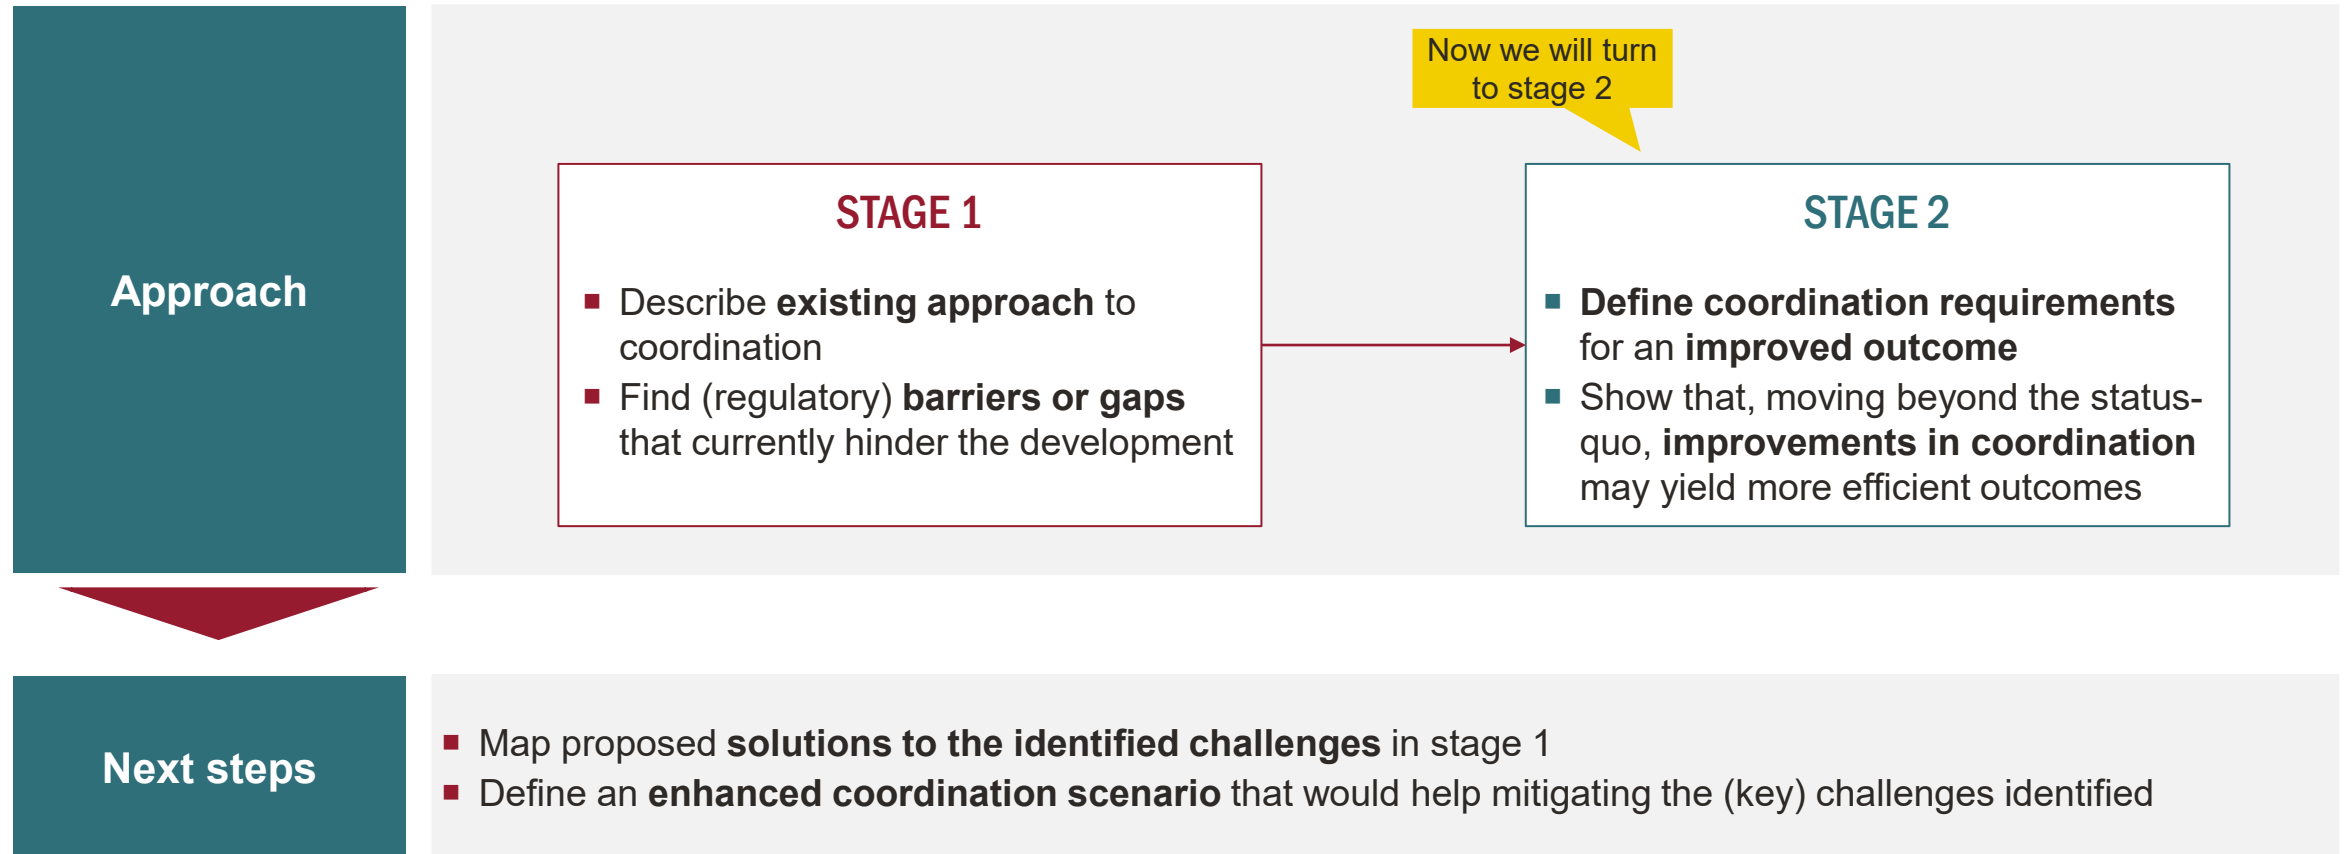 Approach
Now we will turn
to stage 2
STAGE 1
■ Describe existing approach to
coordination
■ Find (regulatory) barriers or gaps
that currently hinder the development
STAGE 2
■ Define coordination requirements
for an improved outcome
■ Show that, moving beyond the status-
quo, improvements in coordination
may yield more efficient outcomes
Next steps
■ Map proposed solutions to the identified challenges in stage 1
■ Define an enhanced coordination scenario that would help mitigating the (key) challenges identified